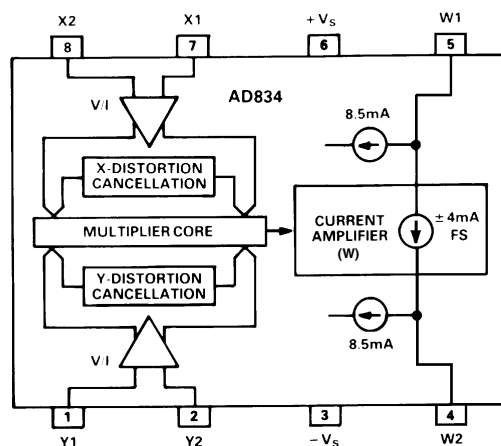 X2 X1 +VS W1
8 7 6 5
V/I
AD834
8.5mA
X-DISTORTION
CANCELLATION
MULTIPLIER CORE
CURRENT
AMPLIFIER
(W)
± 4mA
FS
Y-DISTORTION
CANCELLATION
8.5mA
V/I
1 2 3 4
Y1 Y2 −VS W2